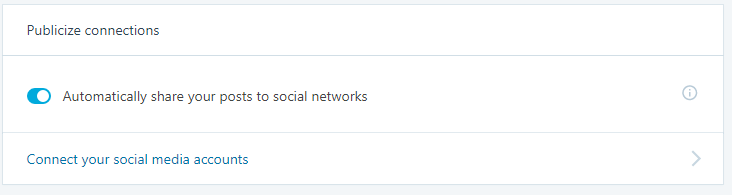 Publicize connections
Automatically share your posts to social networks
Connect your social media accounts